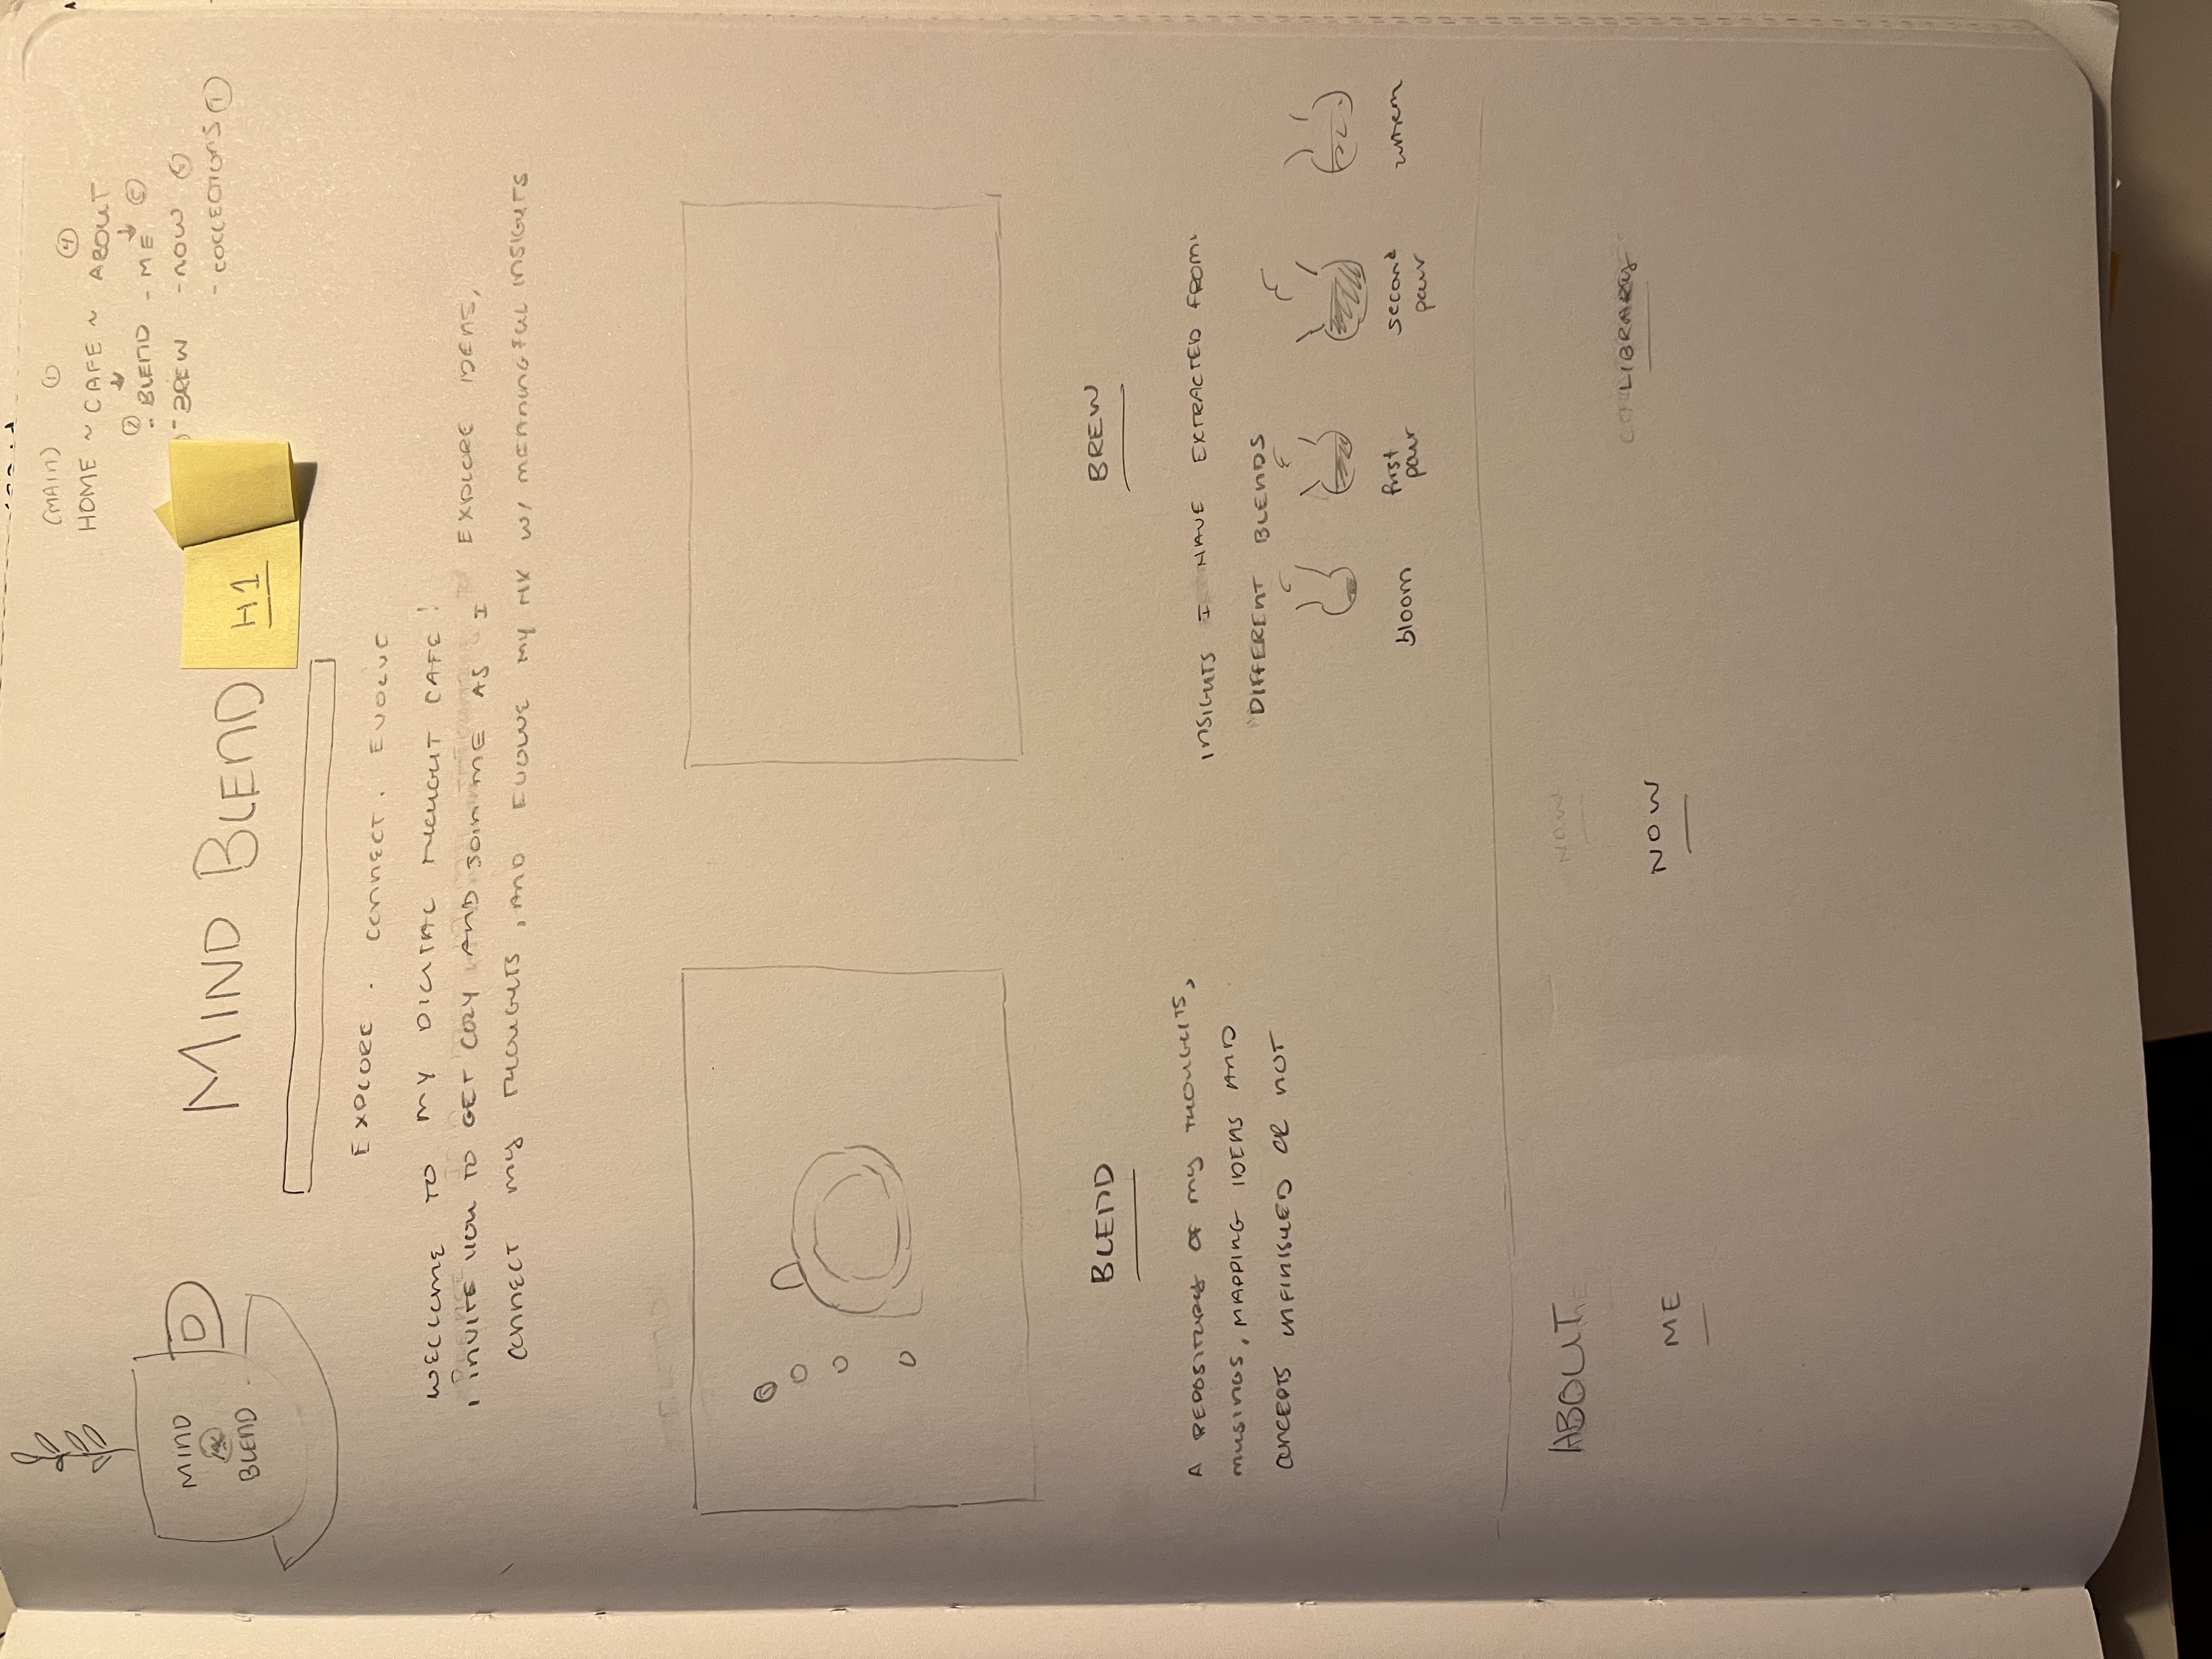 (MAIN) ①
HOME ~ CAFE ~ ABOUT ④
② - BLEND - ME ⑤
- BREW - NOW ⑥
- COLLECTIONS
MIND
BLEND
MIND BLEND
H1
EXPLORE . CONNECT . EVOLVE
WELCOME TO MY DIGITAL THOUGHT CAFE!
I INVITE YOU TO GET COZY AND JOIN ME AS I EXPLORE IDEAS,
CONNECT MY THOUGHTS, AND EVOLVE MY W/ MEANINGFUL INSIGHTS
BLEND
BREW
A REPOSITORY OF MY THOUGHTS,
MUSINGS, MAPPING IDEAS AND
CONCEPTS UNFINISHED OR NOT
INSIGHTS I HAVE EXTRACTED FROM
DIFFERENT BLENDS
bloom
first
pour
second
pour
ABOUT
NOW
ME
NOW
LIBRARY